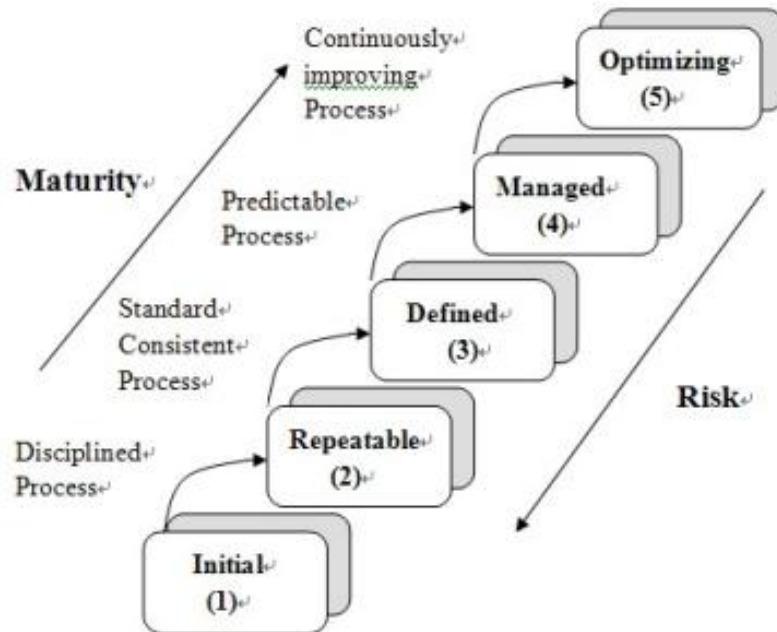 Continuously
improving
Process
Optimizing
(5)
Maturity
Predictable
Process
Managed
(4)
Standard
Consistent
Process
Defined
(3)
Risk
Disciplined
Process
Repeatable
(2)
Initial
(1)